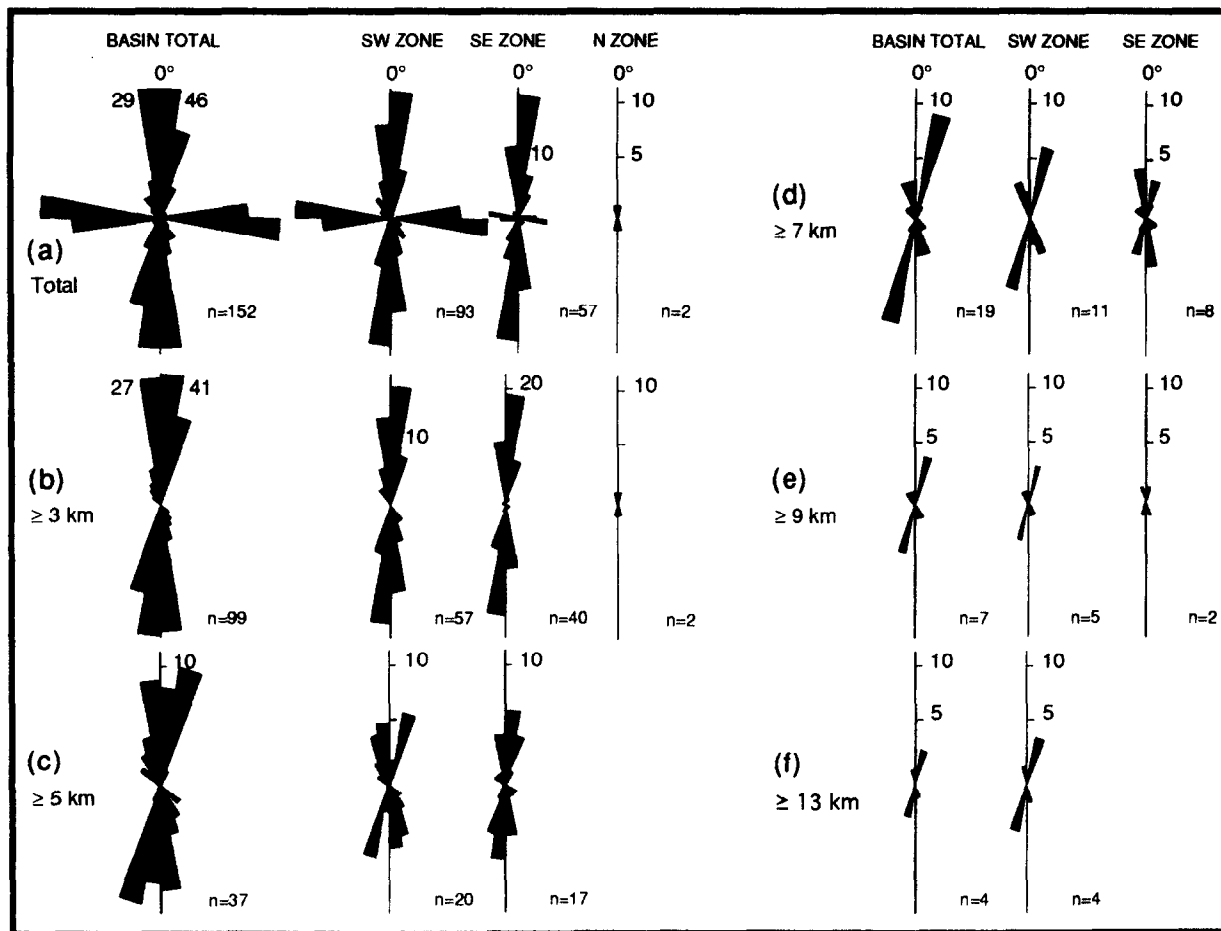 BASIN TOTAL SW ZONE SE ZONE N ZONE BASIN TOTAL SW ZONE SE ZONE
0° 0° 0° 0° 0° 0° 0°
29 46 10 10 5 10 10 10 5
(a)
Total
n=152 n=93 n=57 n=2
(d)
≥ 7 km
n=19 n=11 n=8
27 41 10 20 10
(b)
≥ 3 km
n=99 n=57 n=40 n=2
10 5 10 5 10 5
(e)
≥ 9 km
n=7 n=5 n=2
10 10 10
(c)
≥ 5 km
n=37 n=20 n=17
10 5 10 5
(f)
≥ 13 km
n=4 n=4